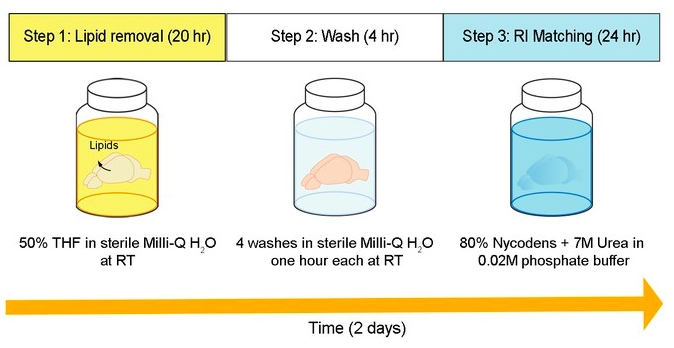 Step 1: Lipid removal (20 hr)
Step 2: Wash (4 hr)
Step 3: RI Matching (24 hr)
Lipids
50% THF in sterile Milli-Q H₂O
at RT
4 washes in sterile Milli-Q H₂O
one hour each at RT
80% Nycodens + 7M Urea in
0.02M phosphate buffer
Time (2 days)